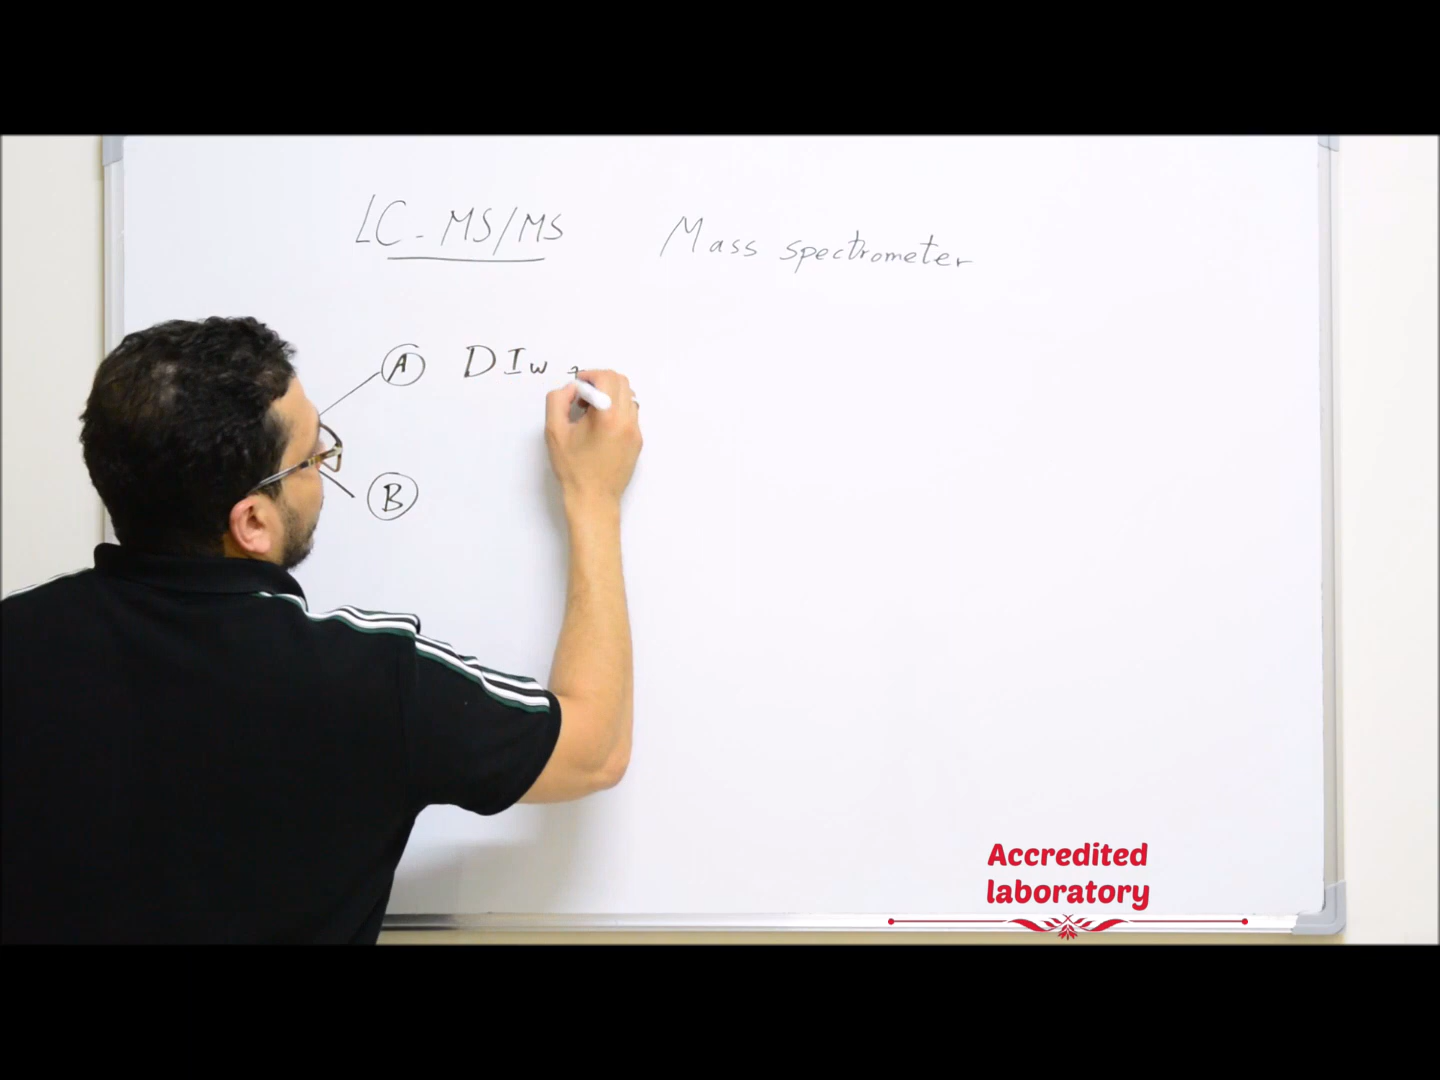 LC-MS/MS Mass spectrometer
A DIW +
B
Accredited
laboratory